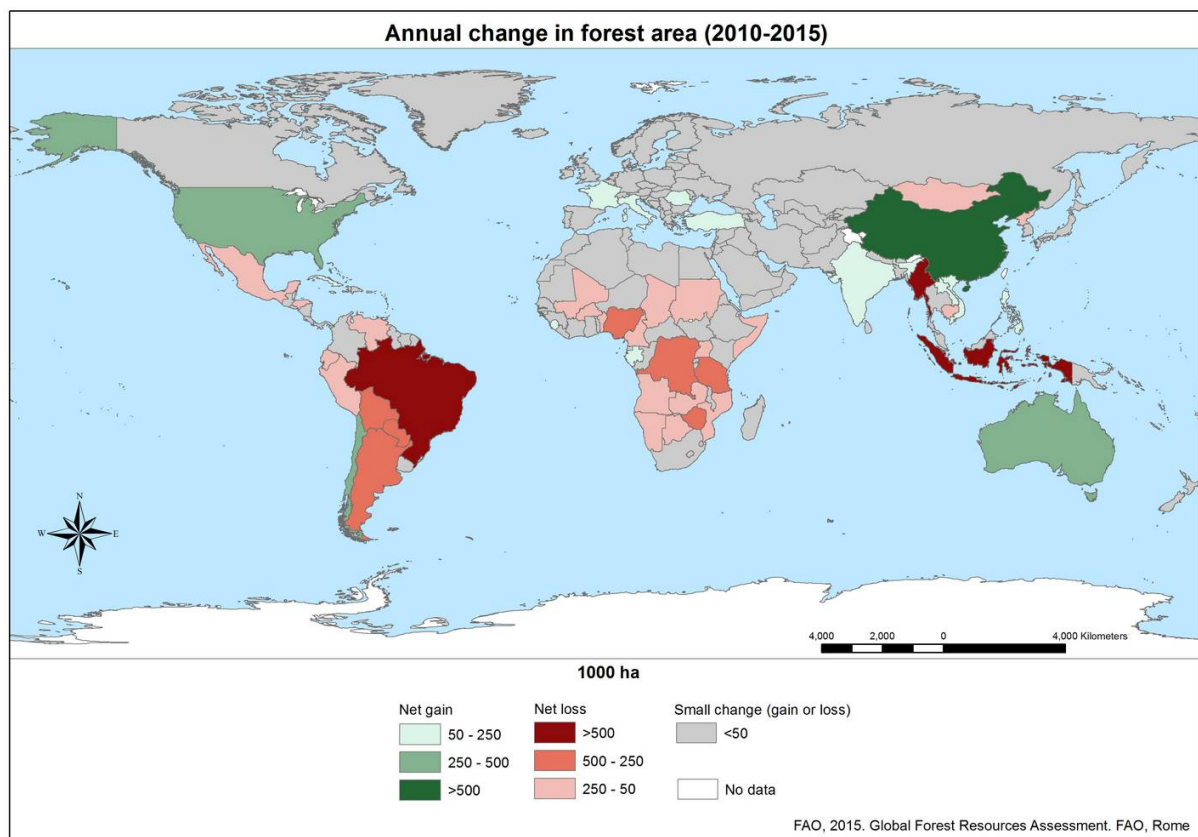 Annual change in forest area (2010-2015)
N
W E
S
4,000 2,000 0 4,000 Kilometers
1000 ha
Net gain Net loss Small change (gain or loss)
50 - 250 >500 <50
250 - 500 500 - 250
>500 250 - 50 No data
FAO, 2015. Global Forest Resources Assessment. FAO, Rome